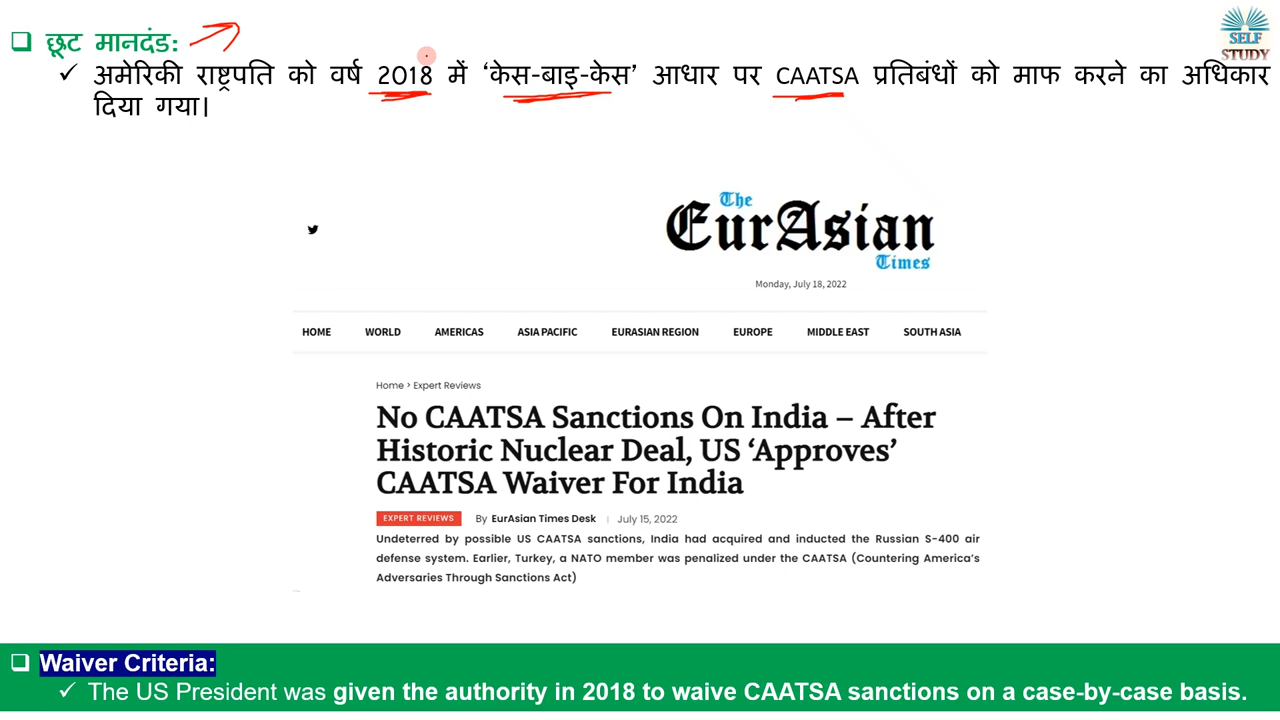 ❑ छूट मानदंड:
SELF
STUDY
✓ अमेरिकी राष्ट्रपति को वर्ष 2018 में ‘केस-बाइ-केस’ आधार पर CAATSA प्रतिबंधों को माफ करने का अधिकार
दिया गया।
The
EurAsian
Times
Monday, July 18, 2022
HOME WORLD AMERICAS ASIA PACIFIC EURASIAN REGION EUROPE MIDDLE EAST SOUTH ASIA
Home > Expert Reviews
No CAATSA Sanctions On India – After
Historic Nuclear Deal, US ‘Approves’
CAATSA Waiver For India
EXPERT REVIEWS By EurAsian Times Desk | July 15, 2022
Undeterred by possible US CAATSA sanctions, India had acquired and inducted the Russian S-400 air
defense system. Earlier, Turkey, a NATO member was penalized under the CAATSA (Countering America’s
Adversaries Through Sanctions Act)
❑ Waiver Criteria:
✓ The US President was given the authority in 2018 to waive CAATSA sanctions on a case-by-case basis.